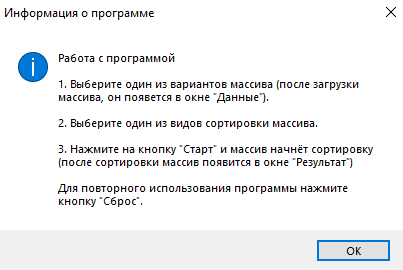 Информация о программе
Работа с программой
1. Выберите один из вариантов массива (после загрузки
массива, он появется в окне "Данные").
2. Выберите один из видов сортировки массива.
3. Нажмите на кнопку "Старт" и массив начнёт сортировку
(после сортировки массив появится в окне "Результат")
Для повторного использования программы нажмите
кнопку "Сброс".
ОК